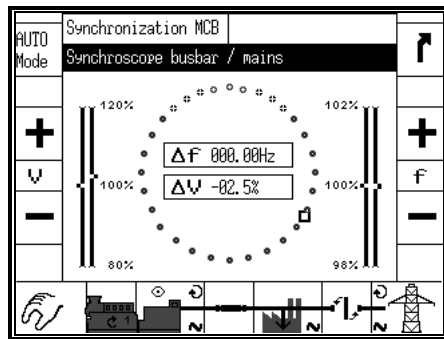 AUTO
Mode
Synchronization MCB
Synchroscope busbar / mains
120%
102%
Δf 000.00Hz
V
f
100%
ΔV -02.5%
100%
80%
98%
1